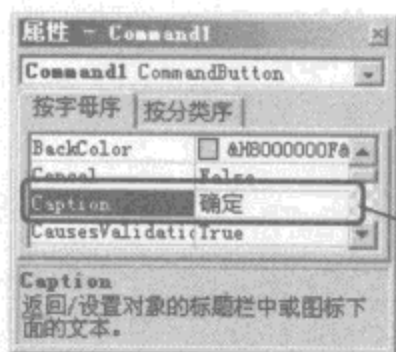 属性 - Command1
Command1 CommandButton
按字母序 按分类序
BackColor &H8000000F&
Cancel False
Caption 确定
CausesValidatic True
Caption
返回/设置对象的标题栏中或图标下
面的文本。